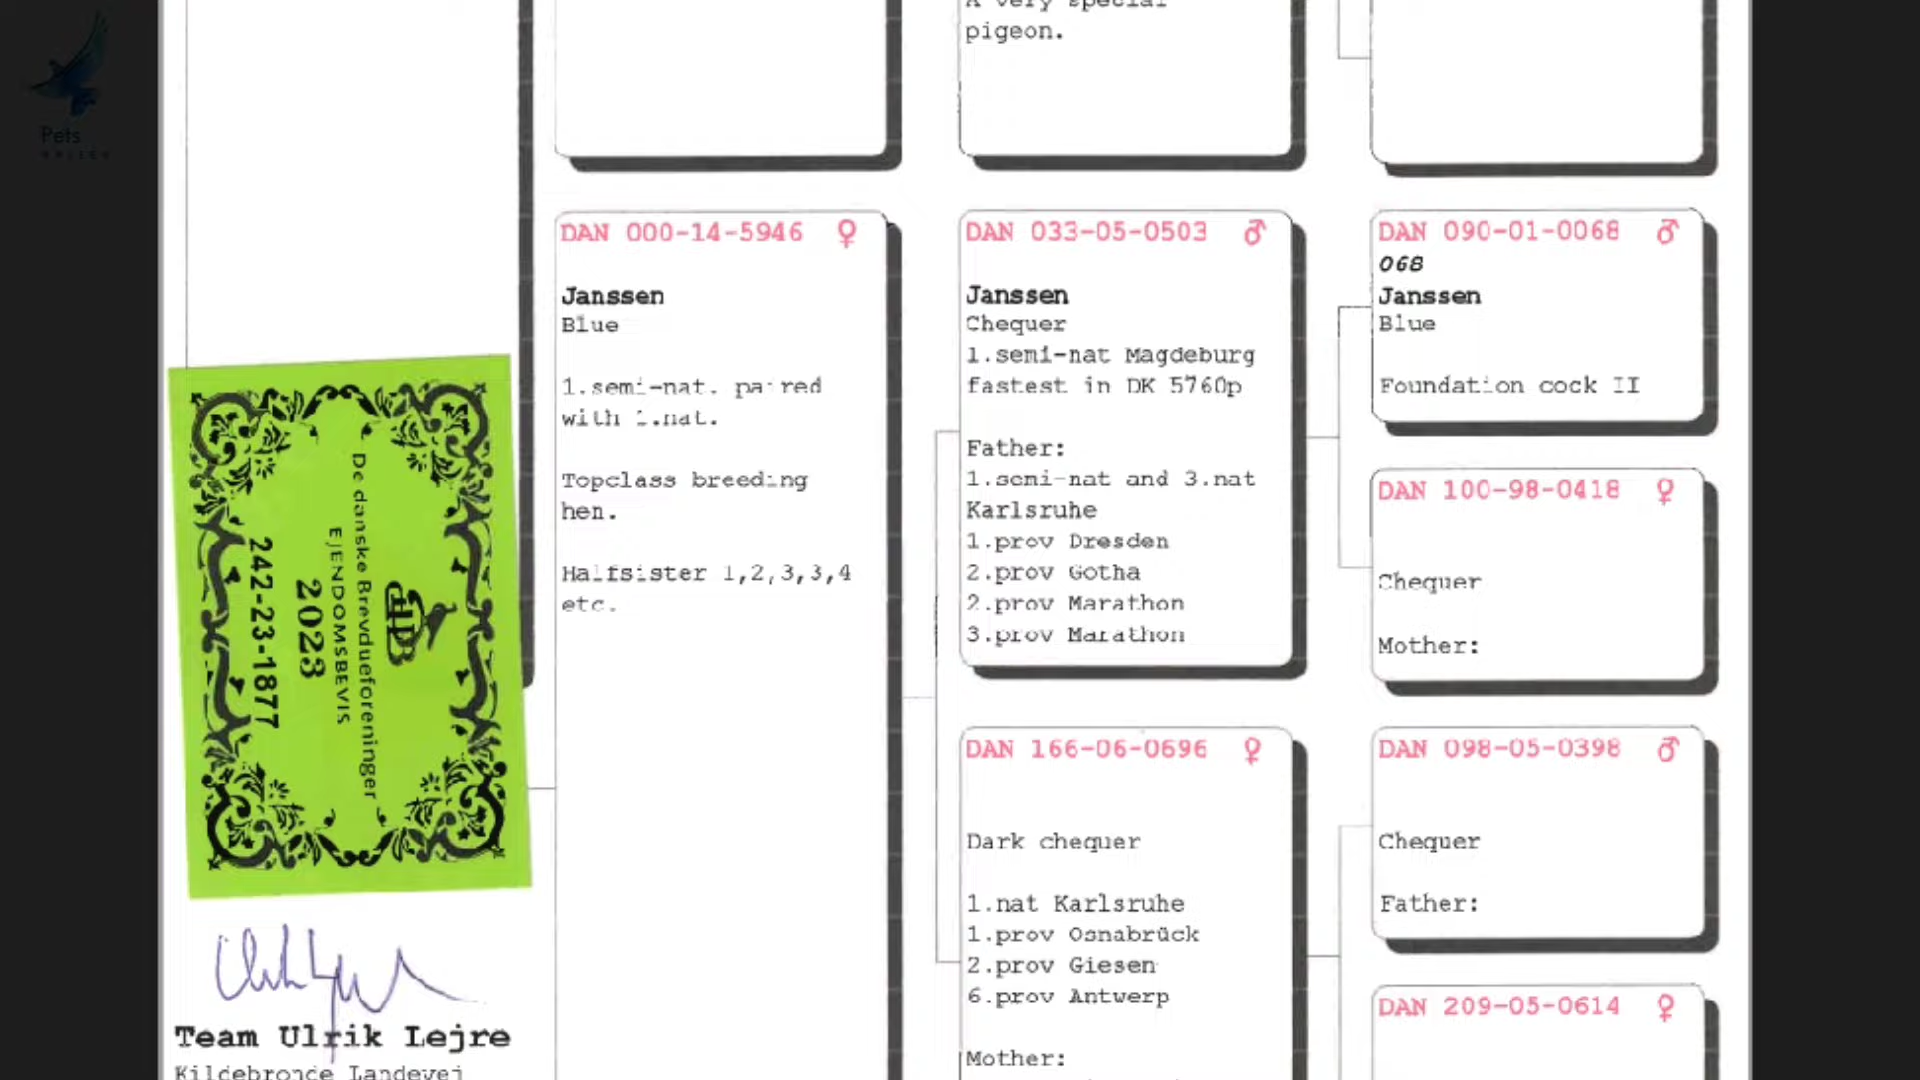 Pets
A very special
pigeon.
DAN 000-14-5946 ♀
Janssen
Blue
1.semi-nat. paired
with 1.nat.
Topclass breeding
hen.
Halfsister 1,2,3,3,4
etc.
DAN 033-05-0503 ♂
Janssen
Chequer
1.semi-nat Magdeburg
fastest in DK 5760p
Father:
1.semi-nat and 3.nat
Karlsruhe
1.prov Dresden
2.prov Gotha
2.prov Marathon
3.prov Marathon
DAN 166-06-0696 ♀
Dark chequer
1.nat Karlsruhe
1.prov Osnabrück
2.prov Giesen
6.prov Antwerp
Mother:
DAN 090-01-0068 ♂
068
Janssen
Blue
Foundation cock II
DAN 100-98-0418 ♀
Chequer
Mother:
DAN 098-05-0398 ♂
Chequer
Father:
DAN 209-05-0614 ♀
De danske Brevdueforeninger
EJENDOMSBEVIS
2023
242-23-1877
Team Ulrik Lejre
Kildebronde Landevej